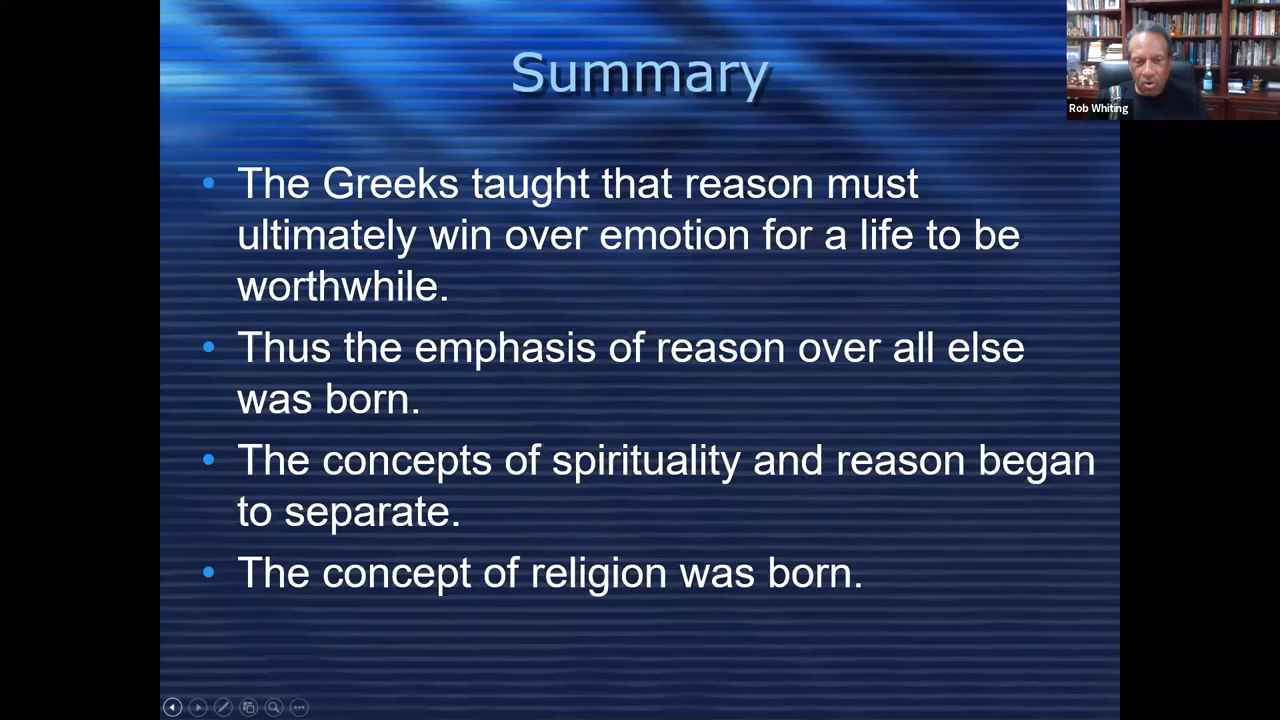 Summary
Rob Whiting
• The Greeks taught that reason must
ultimately win over emotion for a life to be
worthwhile.
• Thus the emphasis of reason over all else
was born.
• The concepts of spirituality and reason began
to separate.
• The concept of religion was born.